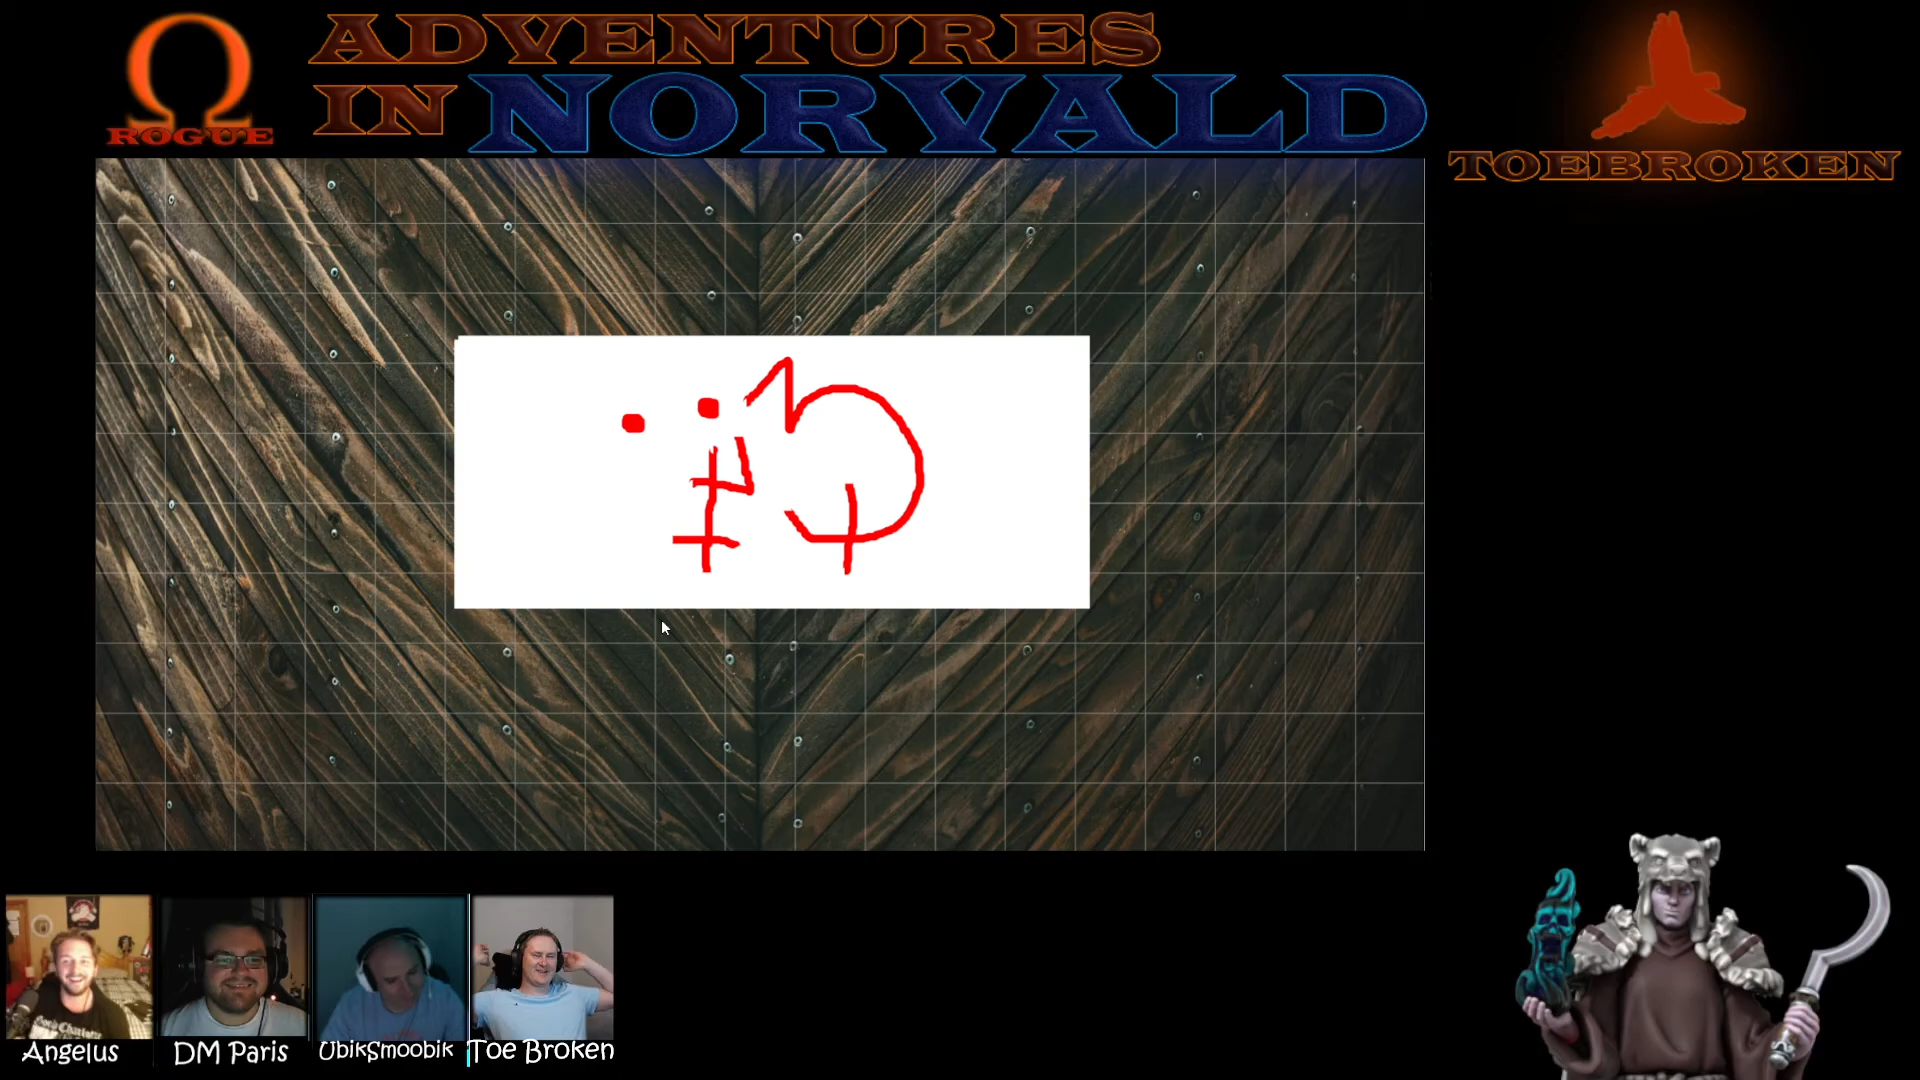 ADVENTURES
IN NORVALD
ROGUE
TOEBROKEN
Angelus
DM Paris
UbikSmoobik
Toe Broken